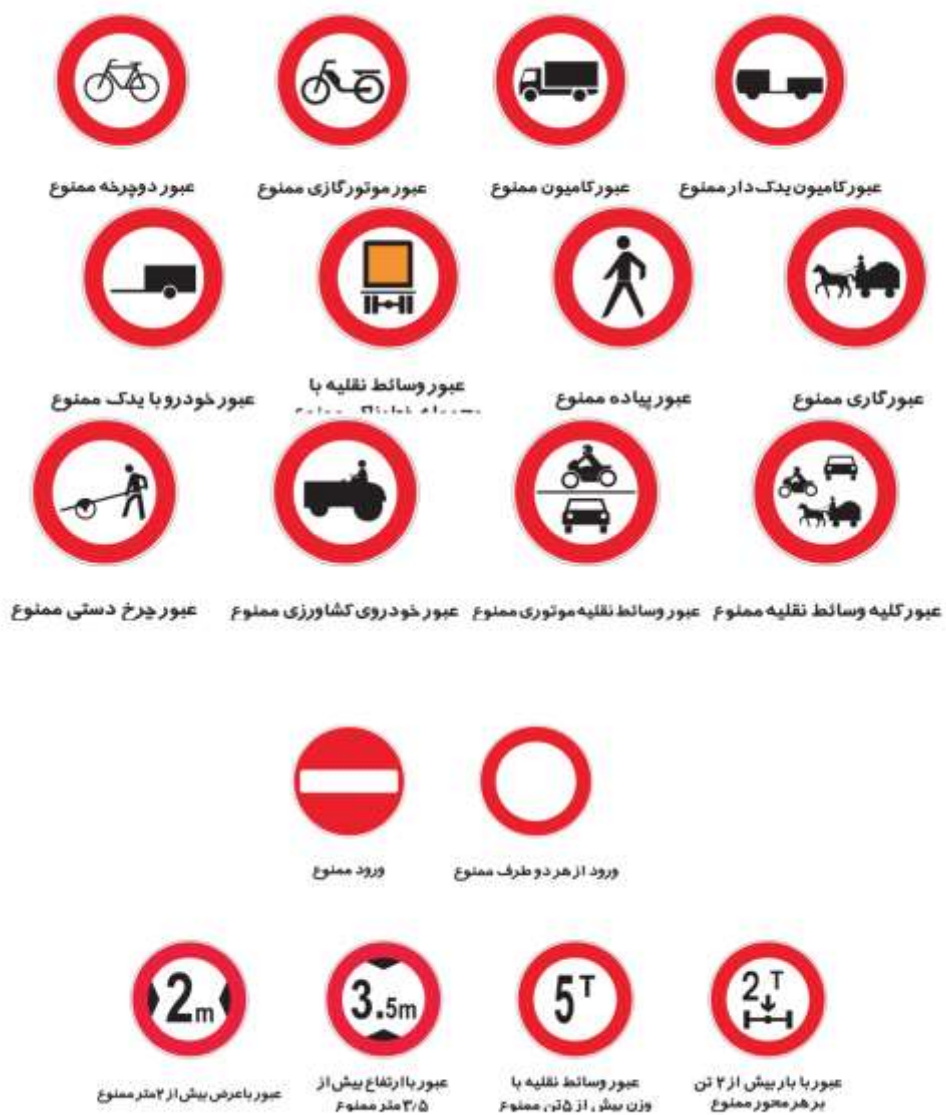 عبور کامیون یدک دار ممنوع
عبور کامیون ممنوع
عبور موتور گازی ممنوع
عبور دوچرخه ممنوع
عبور گاری ممنوع
عبور پیاده ممنوع
عبور وسائط نقلیه با
ممنوع
عبور خودرو با یدک ممنوع
عبور کلیه وسائط نقلیه ممنوع
عبور وسائط نقلیه موتوری ممنوع
عبور خودروی کشاورزی ممنوع
عبور چرخ دستی ممنوع
ورود از هر دو طرف ممنوع
ورود ممنوع
2T
5T
3.5m
2m
عبور با بار بیش از ۲ تن
بر هر محور ممنوع
عبور وسائط نقلیه با
وزن بیش از ۵ تن ممنوع
عبور با ارتفاع بیش از
۳/۵ متر ممنوع
عبور با عرض بیش از ۲ متر ممنوع